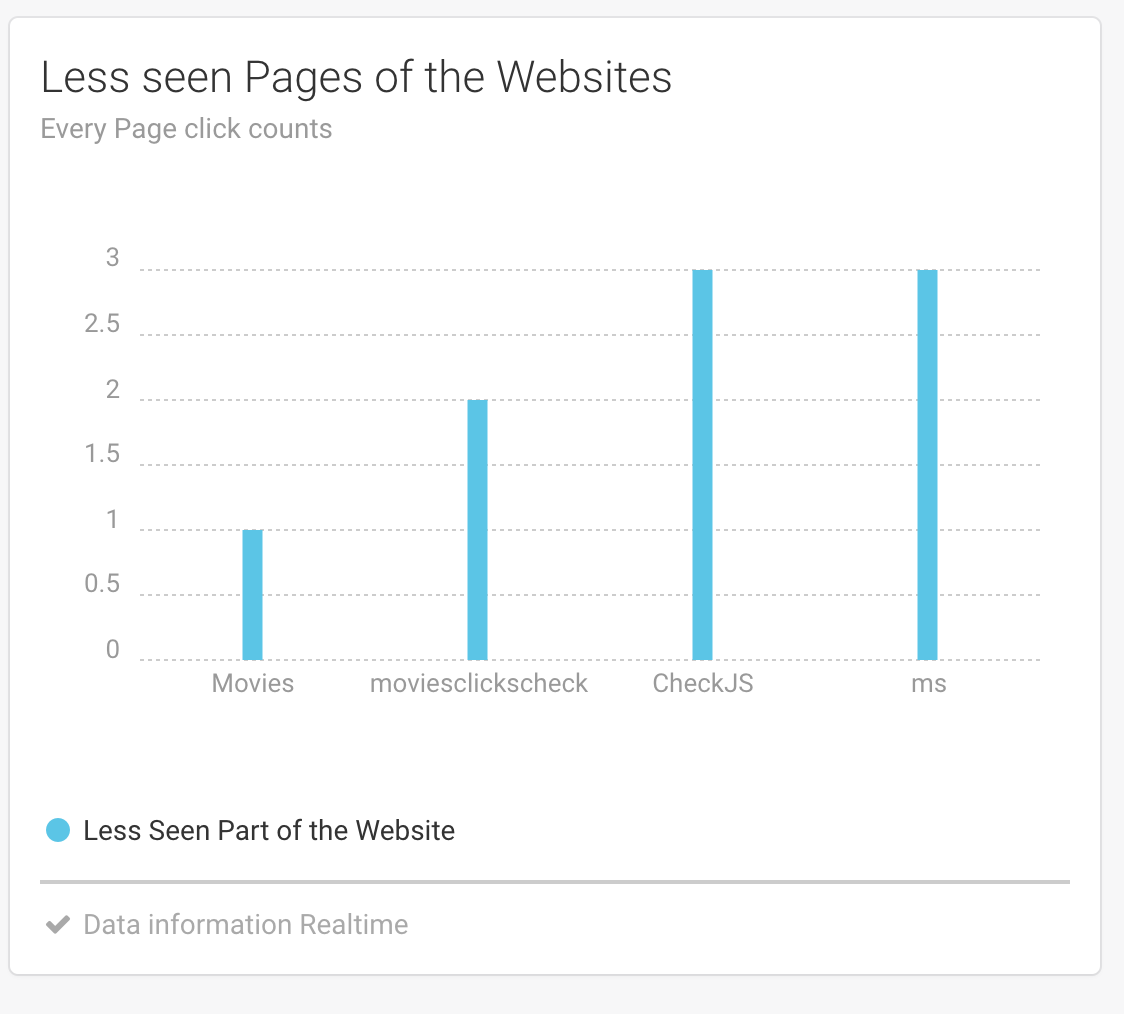 Less seen Pages of the Websites
Every Page click counts
3
2.5
2
1.5
1
0.5
0
Movies moviesclickscheck CheckJS ms
Less Seen Part of the Website
Data information Realtime